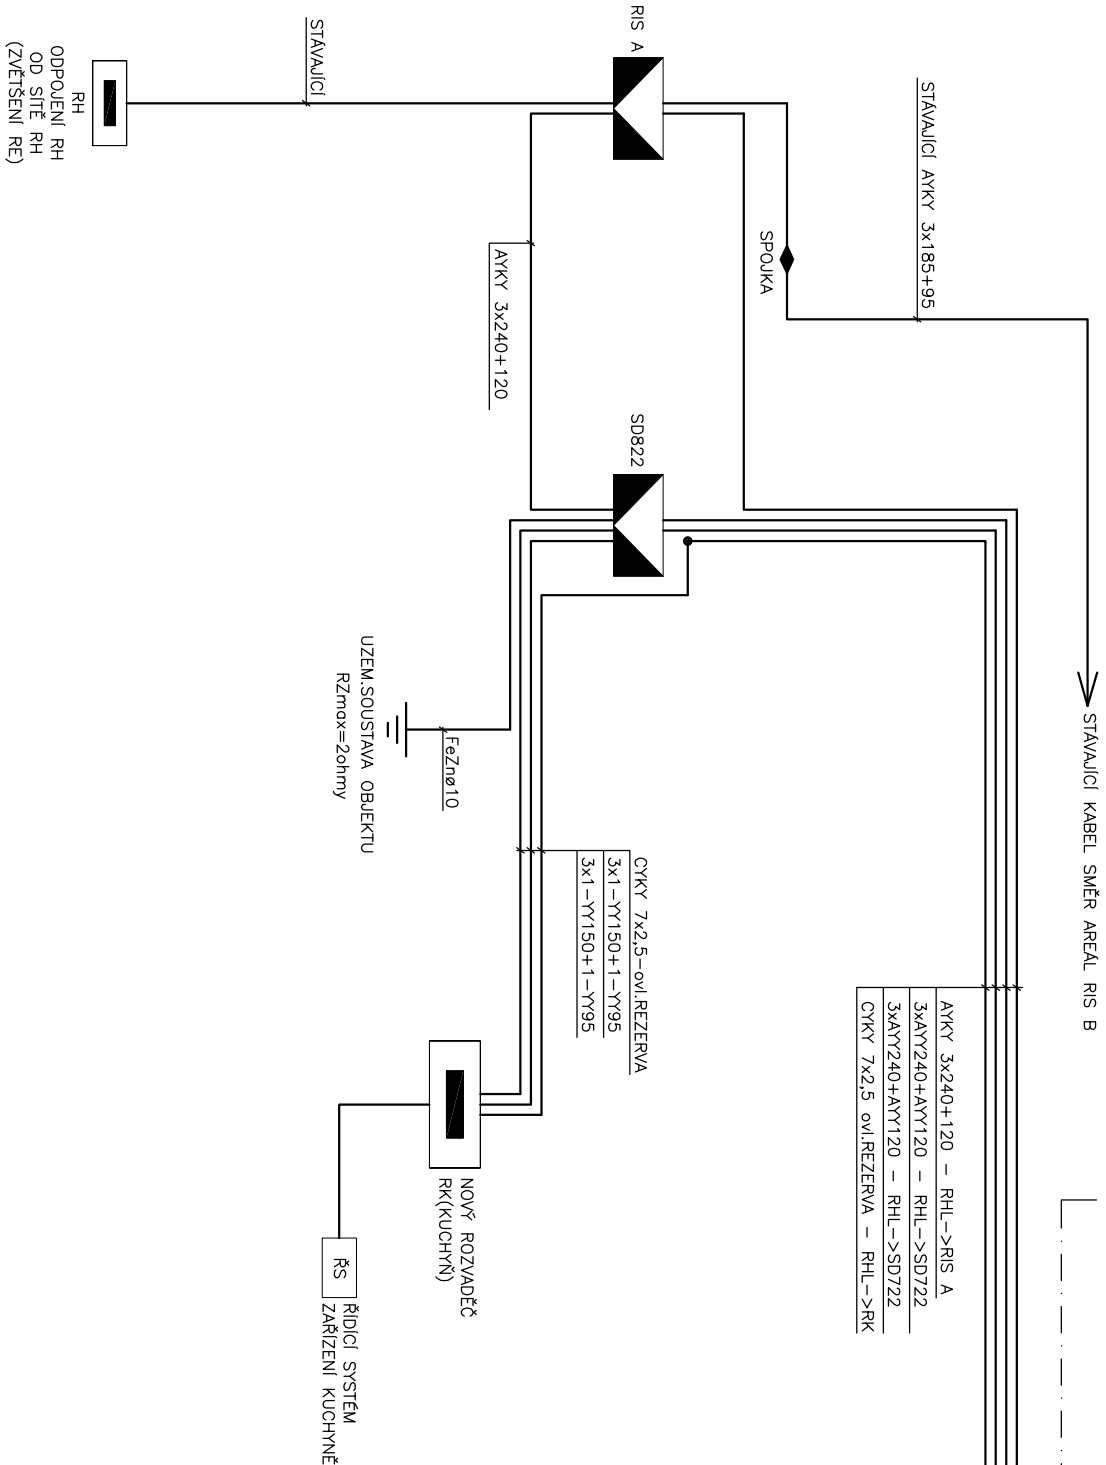 STÁVAJÍCÍ KABEL SMĚR AREÁL RIS B
STÁVAJÍCÍ AYKY 3x185+95
SPOJKA
RIS A
SD822
STÁVAJÍCÍ
AYKY 3x240+120
RH
ODPOJENÍ RH
OD SÍTĚ RH
(ZVĚTŠENÍ RE)
AYKY 3x240+120 – RHL–>RIS A
3xAYY240+AYY120 – RHL–>SD722
3xAYY240+AYY120 – RHL–>SD722
CYKY 7x2,5 ovl.REZERVA – RHL–>RK
CYKY 7x2,5–ovl.REZERVA
3x1–YY150+1–YY95
3x1–YY150+1–YY95
FeZnø10
UZEM.SOUSTAVA OBJEKTU
RZmax=2ohmy
NOVÝ ROZVADĚČ
RK(KUCHYŇ)
ŘS
ŘÍDÍCÍ SYSTÉM
ZAŘÍZENÍ KUCHYNĚ